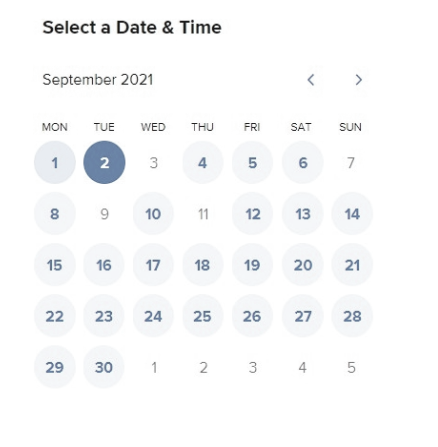 Select a Date & Time
September 2021
MON TUE WED THU FRI SAT SUN
1 2 3 4 5 6 7
8 9 10 11 12 13 14
15 16 17 18 19 20 21
22 23 24 25 26 27 28
29 30 1 2 3 4 5